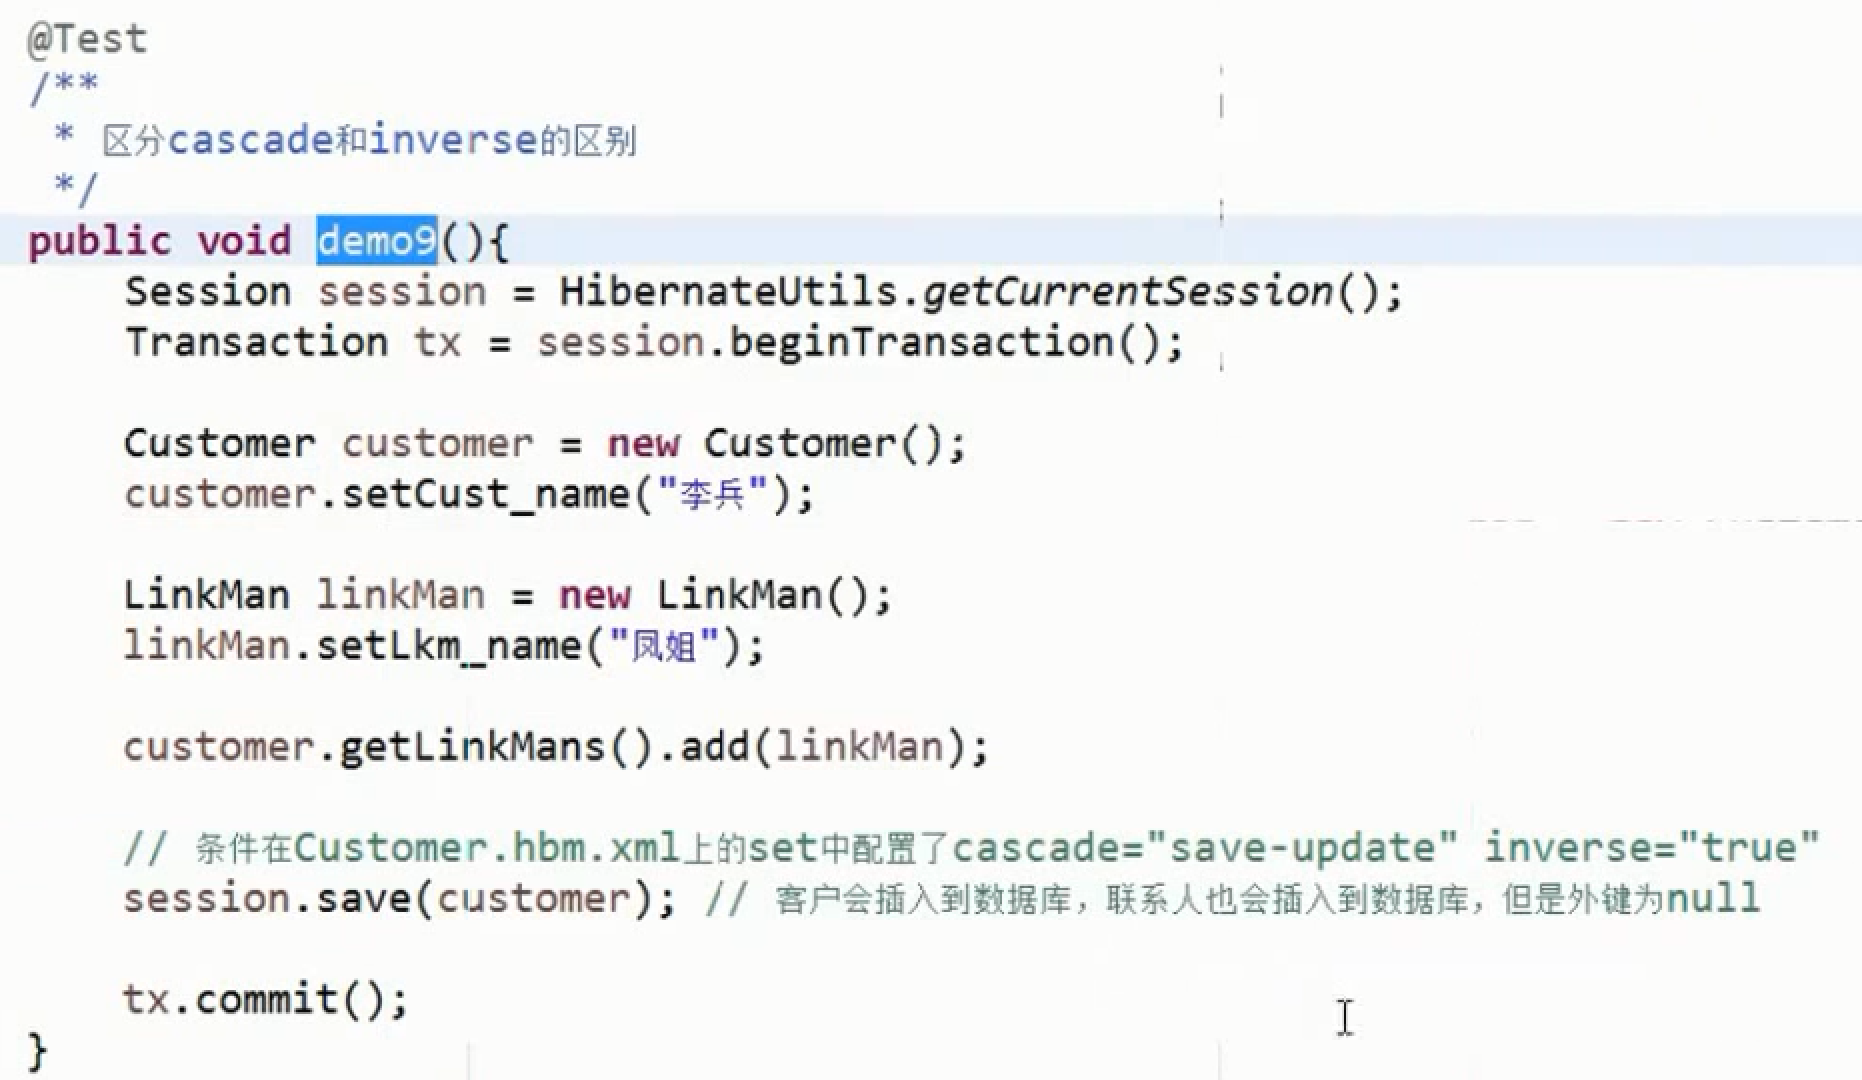 @Test
/**
 * 区分cascade和inverse的区别
 */
public void demo9(){
    Session session = HibernateUtils.getCurrentSession();
    Transaction tx = session.beginTransaction();
    Customer customer = new Customer();
    customer.setCust_name("李兵");
    LinkMan linkMan = new LinkMan();
    linkMan.setLkm_name("凤姐");
    customer.getLinkMans().add(linkMan);
    // 条件在Customer.hbm.xml上的set中配置了cascade="save-update" inverse="true"
    session.save(customer); // 客户会插入到数据库，联系人也会插入到数据库，但是外键为null
    tx.commit();
}